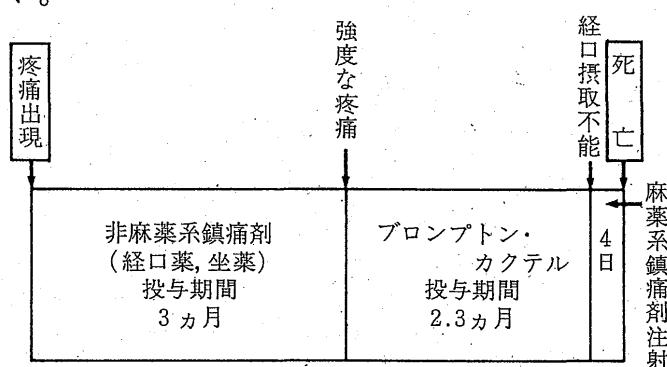 い。
疼痛出現
強度な疼痛
経口摂取不能
死亡
非麻薬系鎮痛剤
(経口薬,坐薬)
投与期間
3ヵ月
ブロンプトン・
カクテル
投与期間
2.3ヵ月
4日
麻薬系鎮痛剤注射